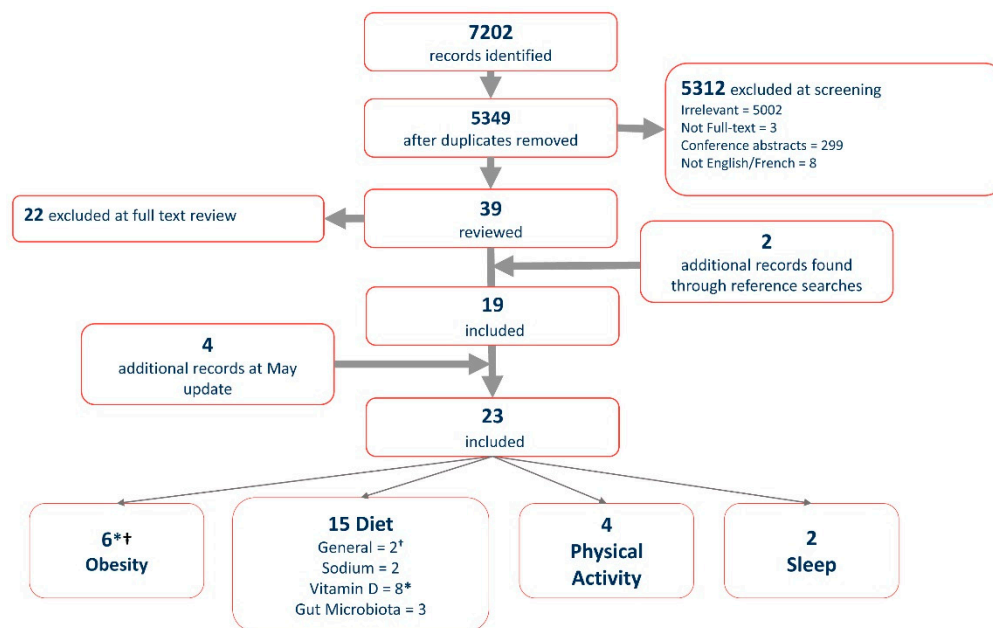 7202
records identified
5312 excluded at screening
Irrelevant = 5002
Not Full-text = 3
Conference abstracts = 299
Not English/French = 8
5349
after duplicates removed
22 excluded at full text review
39
reviewed
2
additional records found
through reference searches
19
included
4
additional records at May
update
23
included
6*†
Obesity
15 Diet
General = 2†
Sodium = 2
Vitamin D = 8*
Gut Microbiota = 3
4
Physical
Activity
2
Sleep